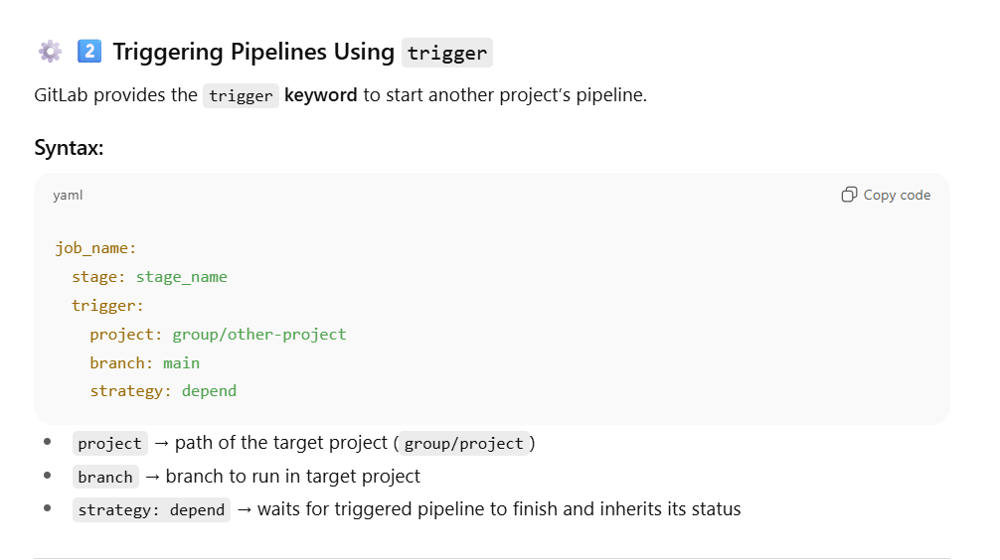 ⚙️ 2️⃣ Triggering Pipelines Using trigger
GitLab provides the trigger keyword to start another project's pipeline.
Syntax:
yaml
Copy code
job_name:
  stage: stage_name
  trigger:
    project: group/other-project
    branch: main
    strategy: depend
• project → path of the target project (group/project)
• branch → branch to run in target project
• strategy: depend → waits for triggered pipeline to finish and inherits its status